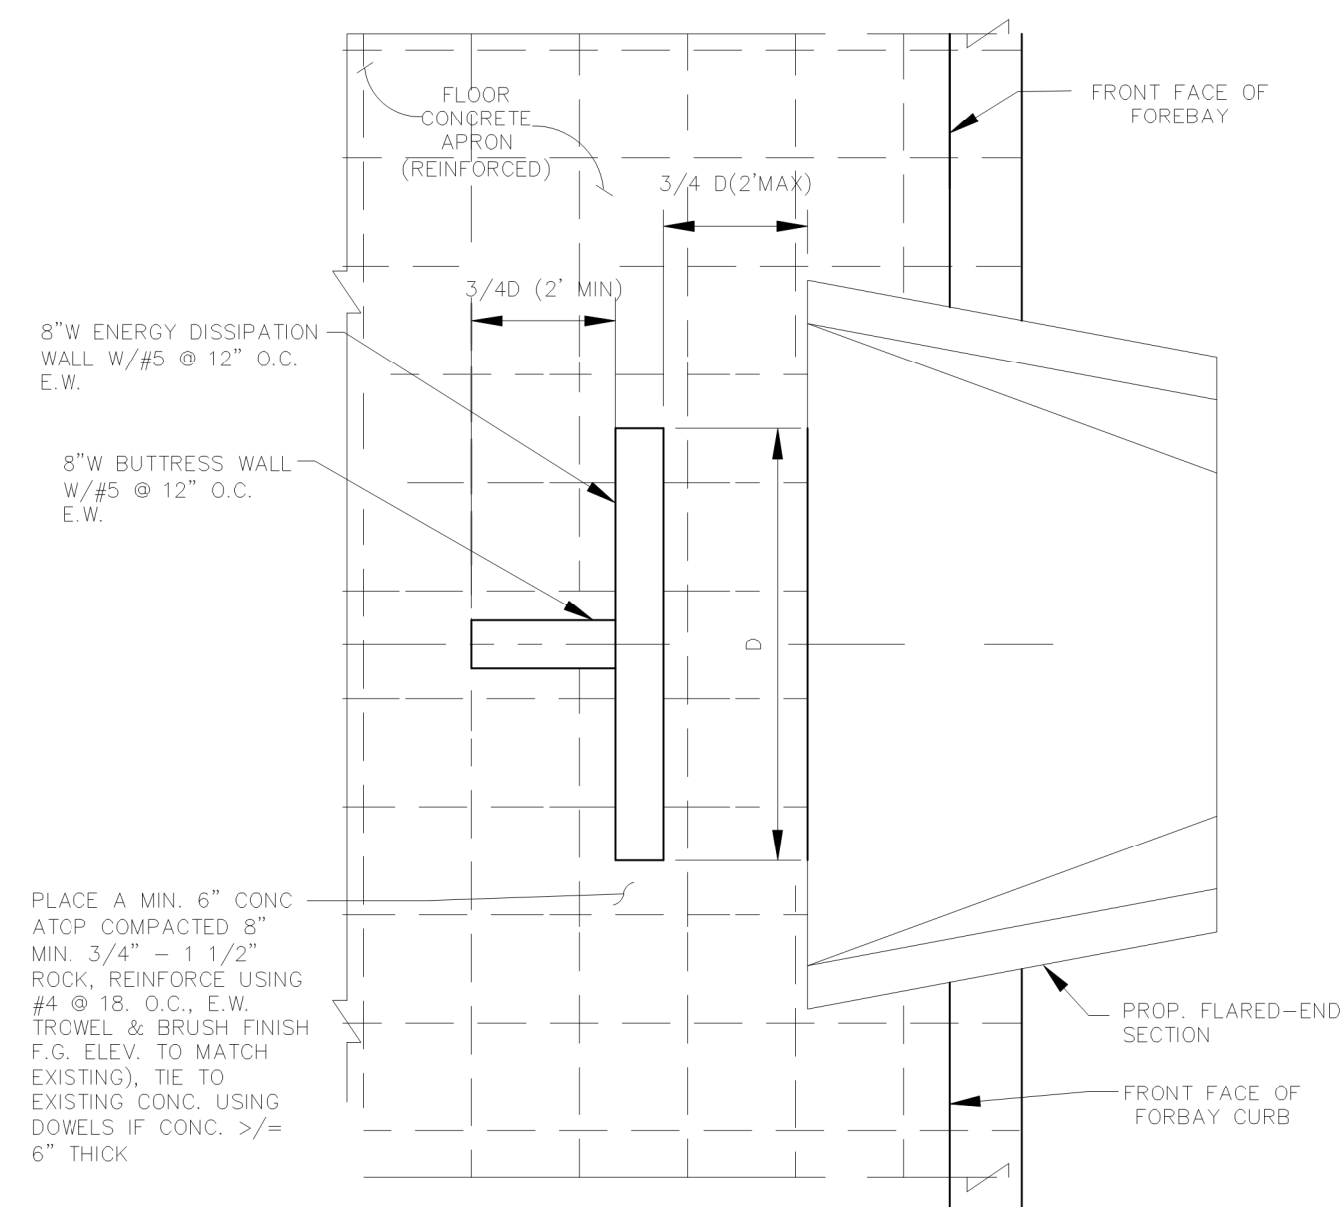 FLOOR
CONCRETE
APRON
(REINFORCED)
FRONT FACE OF
FOREBAY
3/4 D(2'MAX)
3/4D (2' MIN)
8"W ENERGY DISSIPATION
WALL W/#5 @ 12" O.C.
E.W.
8"W BUTTRESS WALL
W/#5 @ 12" O.C.
E.W.
D
PLACE A MIN. 6" CONC
ATOP COMPACTED 8"
MIN. 3/4" – 1 1/2"
ROCK, REINFORCE USING
#4 @ 18. O.C., E.W.
TROWEL & BRUSH FINISH
F.G. ELEV. TO MATCH
EXISTING), TIE TO
EXISTING CONC. USING
DOWELS IF CONC. >/=
6" THICK
PROP. FLARED–END
SECTION
FRONT FACE OF
FORBAY CURB